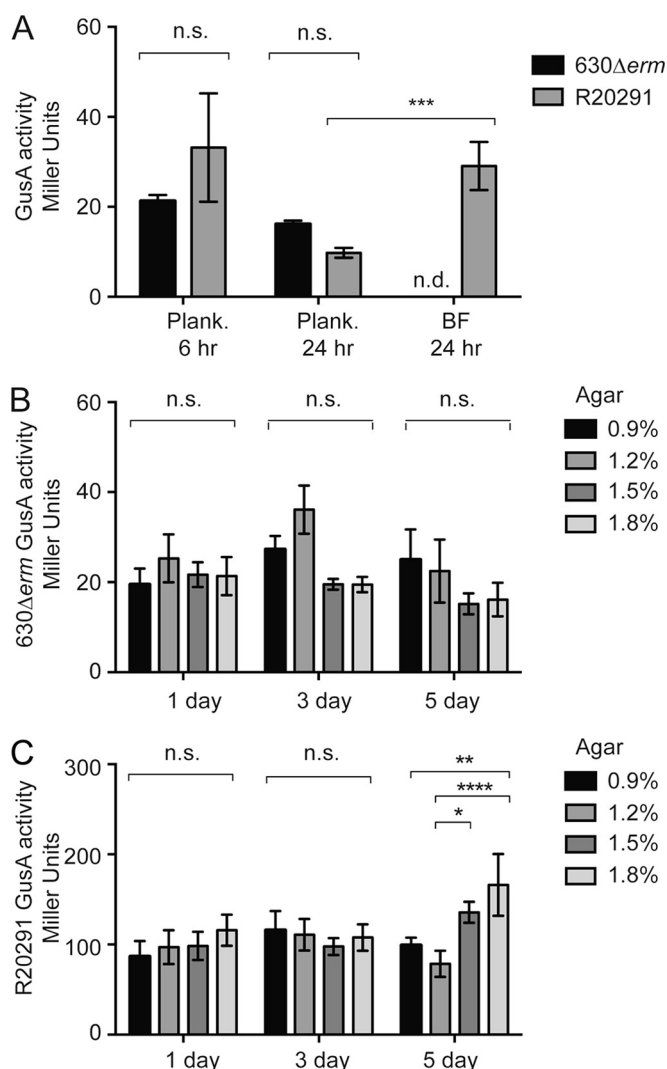 A
60
40
20
0
GusA activity
Miller Units
n.s.
n.s.
***
n.d.
630Δerm
R20291
Plank.
6 hr
Plank.
24 hr
BF
24 hr
B
60
40
20
0
630Δerm GusA activity
Miller Units
n.s.
n.s.
n.s.
Agar
0.9%
1.2%
1.5%
1.8%
1 day
3 day
5 day
C
300
200
100
0
R20291 GusA activity
Miller Units
n.s.
n.s.
**
****
*
Agar
0.9%
1.2%
1.5%
1.8%
1 day
3 day
5 day